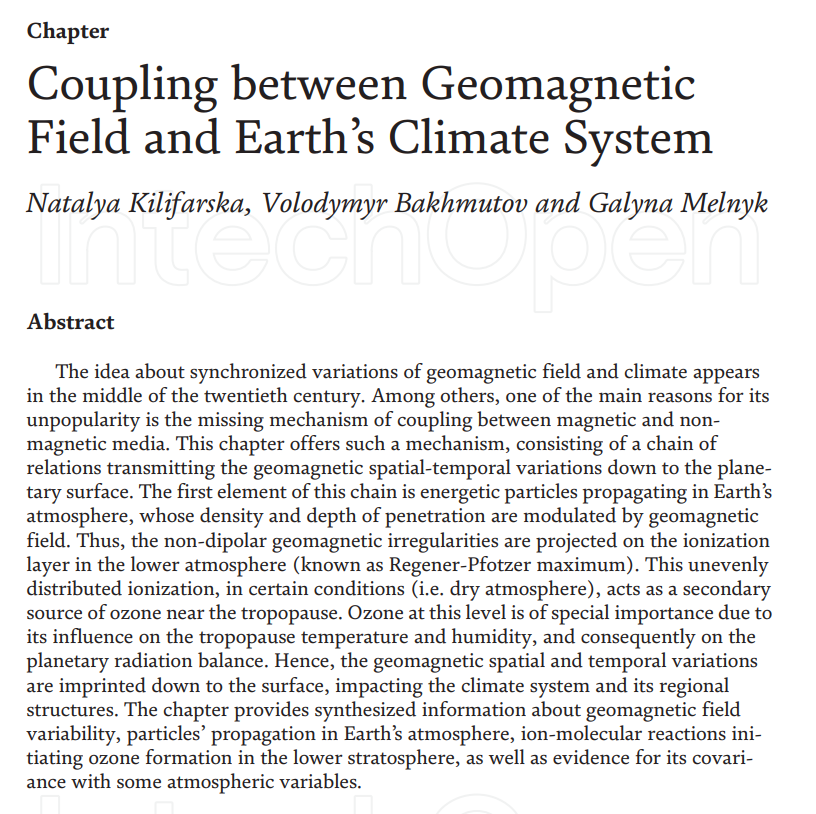 Chapter
Coupling between Geomagnetic
Field and Earth’s Climate System
Natalya Kilifarska, Volodymyr Bakhmutov and Galyna Melnyk
IntechOpen
Abstract
The idea about synchronized variations of geomagnetic field and climate appears
in the middle of the twentieth century. Among others, one of the main reasons for its
unpopularity is the missing mechanism of coupling between magnetic and non-
magnetic media. This chapter offers such a mechanism, consisting of a chain of
relations transmitting the geomagnetic spatial-temporal variations down to the plane-
tary surface. The first element of this chain is energetic particles propagating in Earth’s
atmosphere, whose density and depth of penetration are modulated by geomagnetic
field. Thus, the non-dipolar geomagnetic irregularities are projected on the ionization
layer in the lower atmosphere (known as Regener-Pfotzer maximum). This unevenly
distributed ionization, in certain conditions (i.e. dry atmosphere), acts as a secondary
source of ozone near the tropopause. Ozone at this level is of special importance due to
its influence on the tropopause temperature and humidity, and consequently on the
planetary radiation balance. Hence, the geomagnetic spatial and temporal variations
are imprinted down to the surface, impacting the climate system and its regional
structures. The chapter provides synthesized information about geomagnetic field
variability, particles’ propagation in Earth’s atmosphere, ion-molecular reactions ini-
tiating ozone formation in the lower stratosphere, as well as evidence for its covari-
ance with some atmospheric variables.